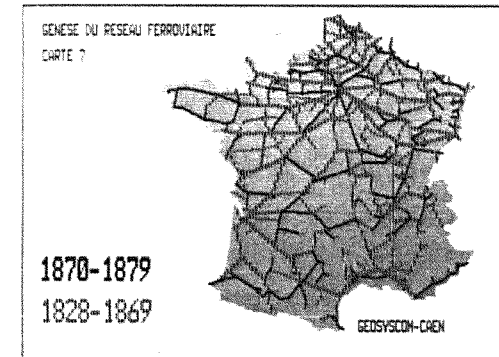 GENESE DU RESEAU FERROVIAIRE
CARTE 7
1870-1879
1828-1869
GEOSYSCOM-CAEN